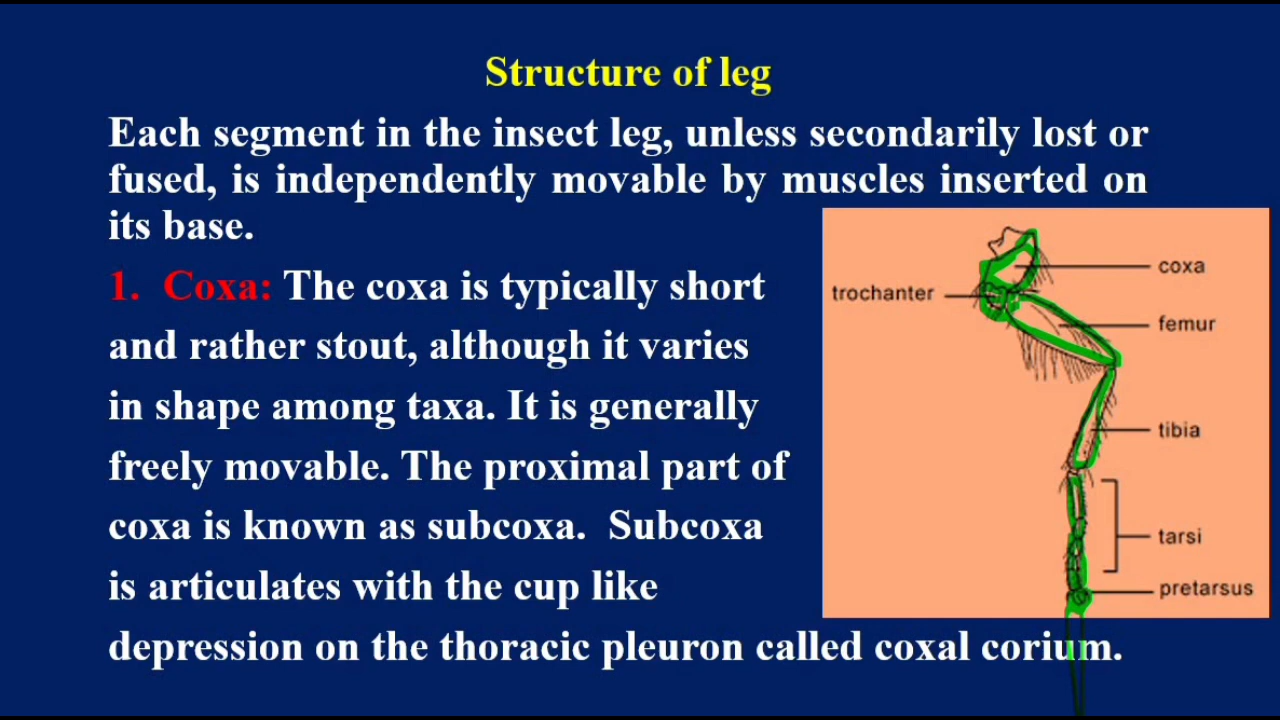 Structure of leg
Each segment in the insect leg, unless secondarily lost or
fused, is independently movable by muscles inserted on
its base.
1. Coxa: The coxa is typically short
and rather stout, although it varies
in shape among taxa. It is generally
freely movable. The proximal part of
coxa is known as subcoxa. Subcoxa
is articulates with the cup like
depression on the thoracic pleuron called coxal corium.
coxa
trochanter
femur
tibia
tarsi
pretarsus